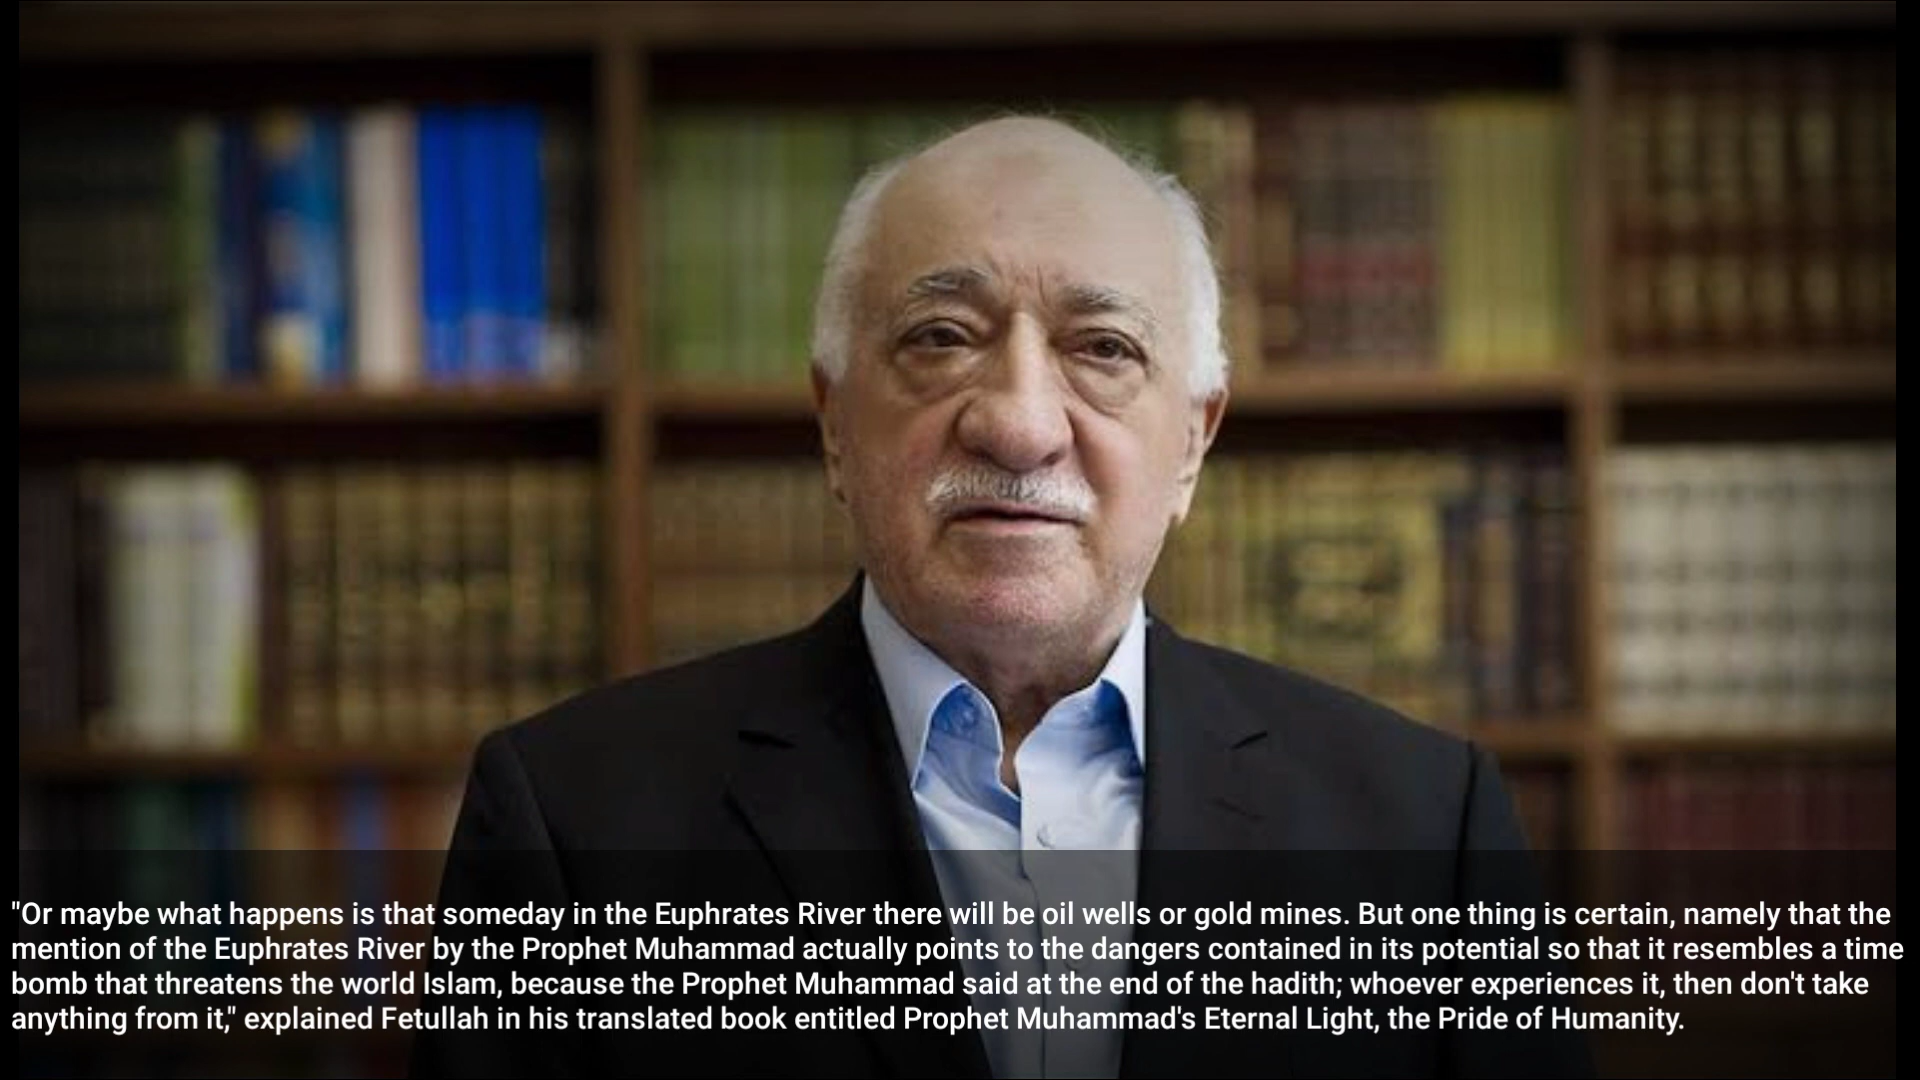 "Or maybe what happens is that someday in the Euphrates River there will be oil wells or gold mines. But one thing is certain, namely that the
mention of the Euphrates River by the Prophet Muhammad actually points to the dangers contained in its potential so that it resembles a time
bomb that threatens the world Islam, because the Prophet Muhammad said at the end of the hadith; whoever experiences it, then don't take
anything from it," explained Fetullah in his translated book entitled Prophet Muhammad's Eternal Light, the Pride of Humanity.